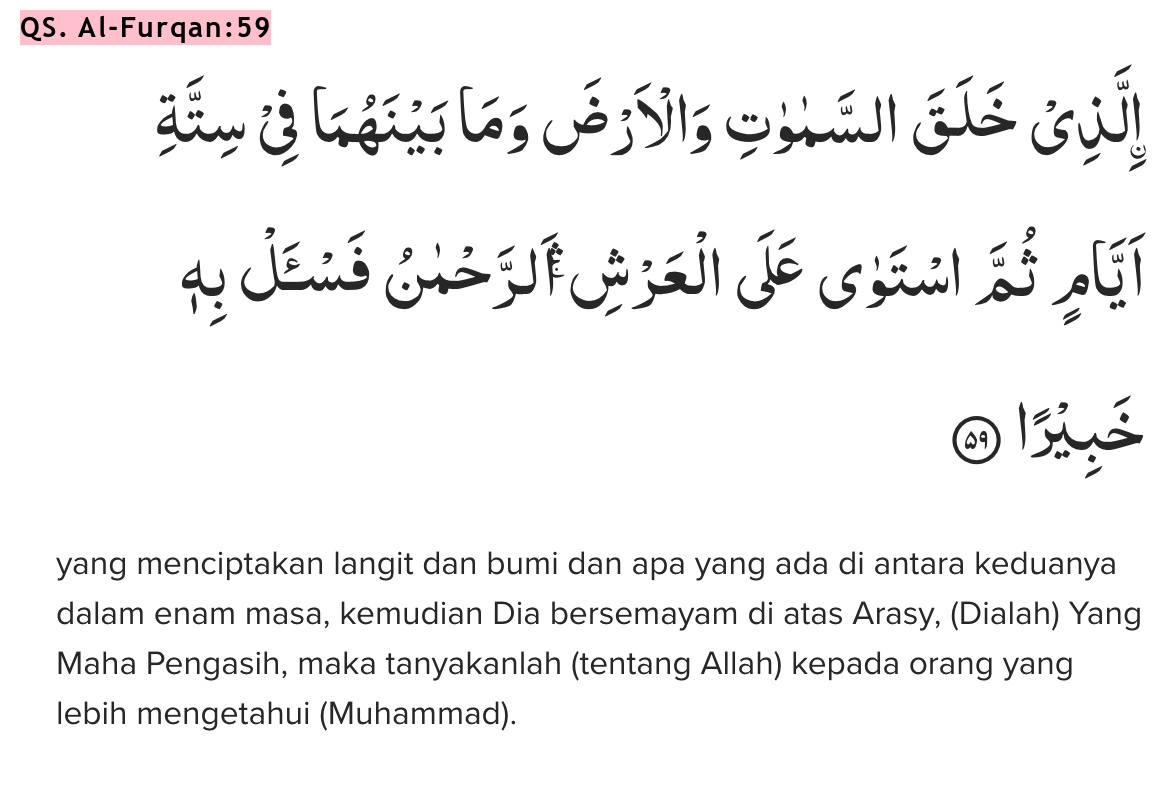 QS. Al-Furqan:59
اِۨلَّذِيْ خَلَقَ السَّمٰوٰتِ وَالْاَرْضَ وَمَا بَيْنَهُمَا فِيْ سِتَّةِ
اَيَّامٍ ثُمَّ اسْتَوٰى عَلَى الْعَرْشِۛ اَلرَّحْمٰنُ فَسْـَٔلْ بِهٖ
خَبِيْرًا ۝٥٩
yang menciptakan langit dan bumi dan apa yang ada di antara keduanya
dalam enam masa, kemudian Dia bersemayam di atas Arasy, (Dialah) Yang
Maha Pengasih, maka tanyakanlah (tentang Allah) kepada orang yang
lebih mengetahui (Muhammad).